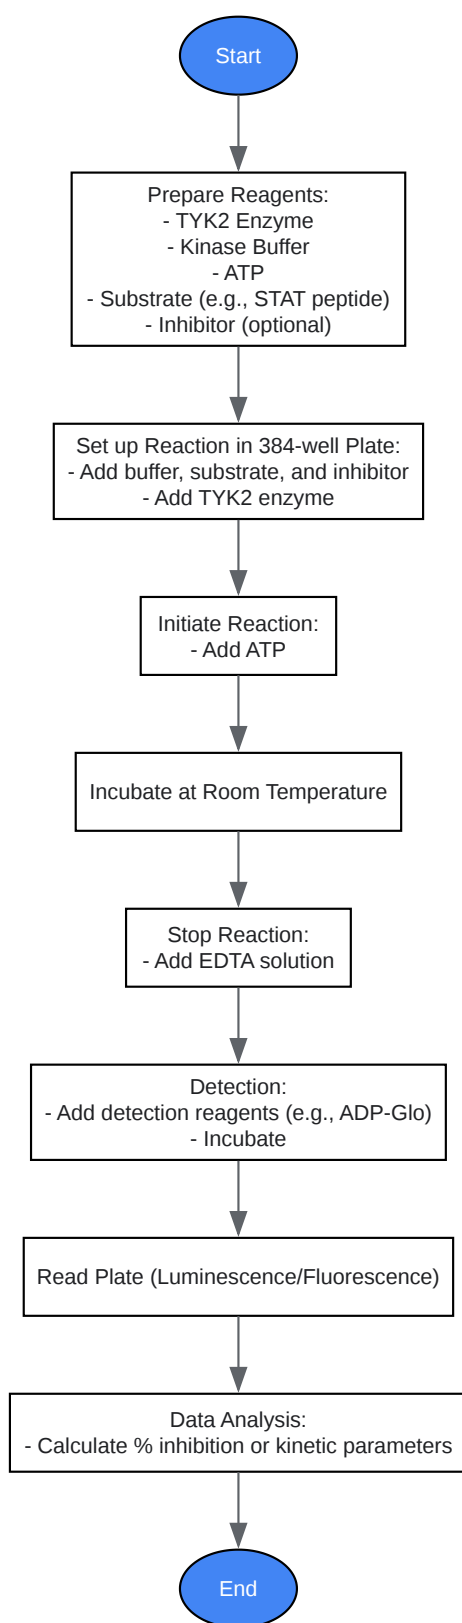 Start
Prepare Reagents:
- TYK2 Enzyme
- Kinase Buffer
- ATP
- Substrate (e.g., STAT peptide)
- Inhibitor (optional)
Set up Reaction in 384-well Plate:
- Add buffer, substrate, and inhibitor
- Add TYK2 enzyme
Initiate Reaction:
- Add ATP
Incubate at Room Temperature
Stop Reaction:
- Add EDTA solution
Detection:
- Add detection reagents (e.g., ADP-Glo)
- Incubate
Read Plate (Luminescence/Fluorescence)
Data Analysis:
- Calculate % inhibition or kinetic parameters
End